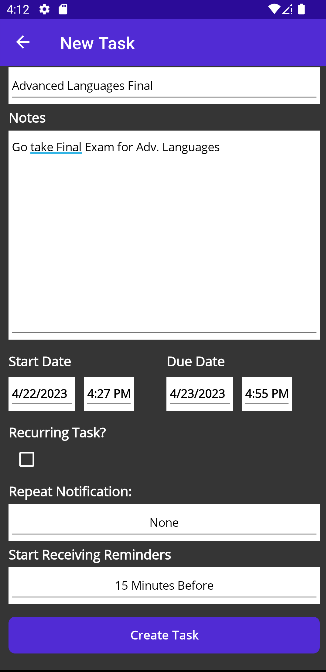 4:12
New Task
Advanced Languages Final
Notes
Go take Final Exam for Adv. Languages
Start Date Due Date
4/22/2023 4:27 PM 4/23/2023 4:55 PM
Recurring Task?
Repeat Notification:
None
Start Receiving Reminders
15 Minutes Before
Create Task